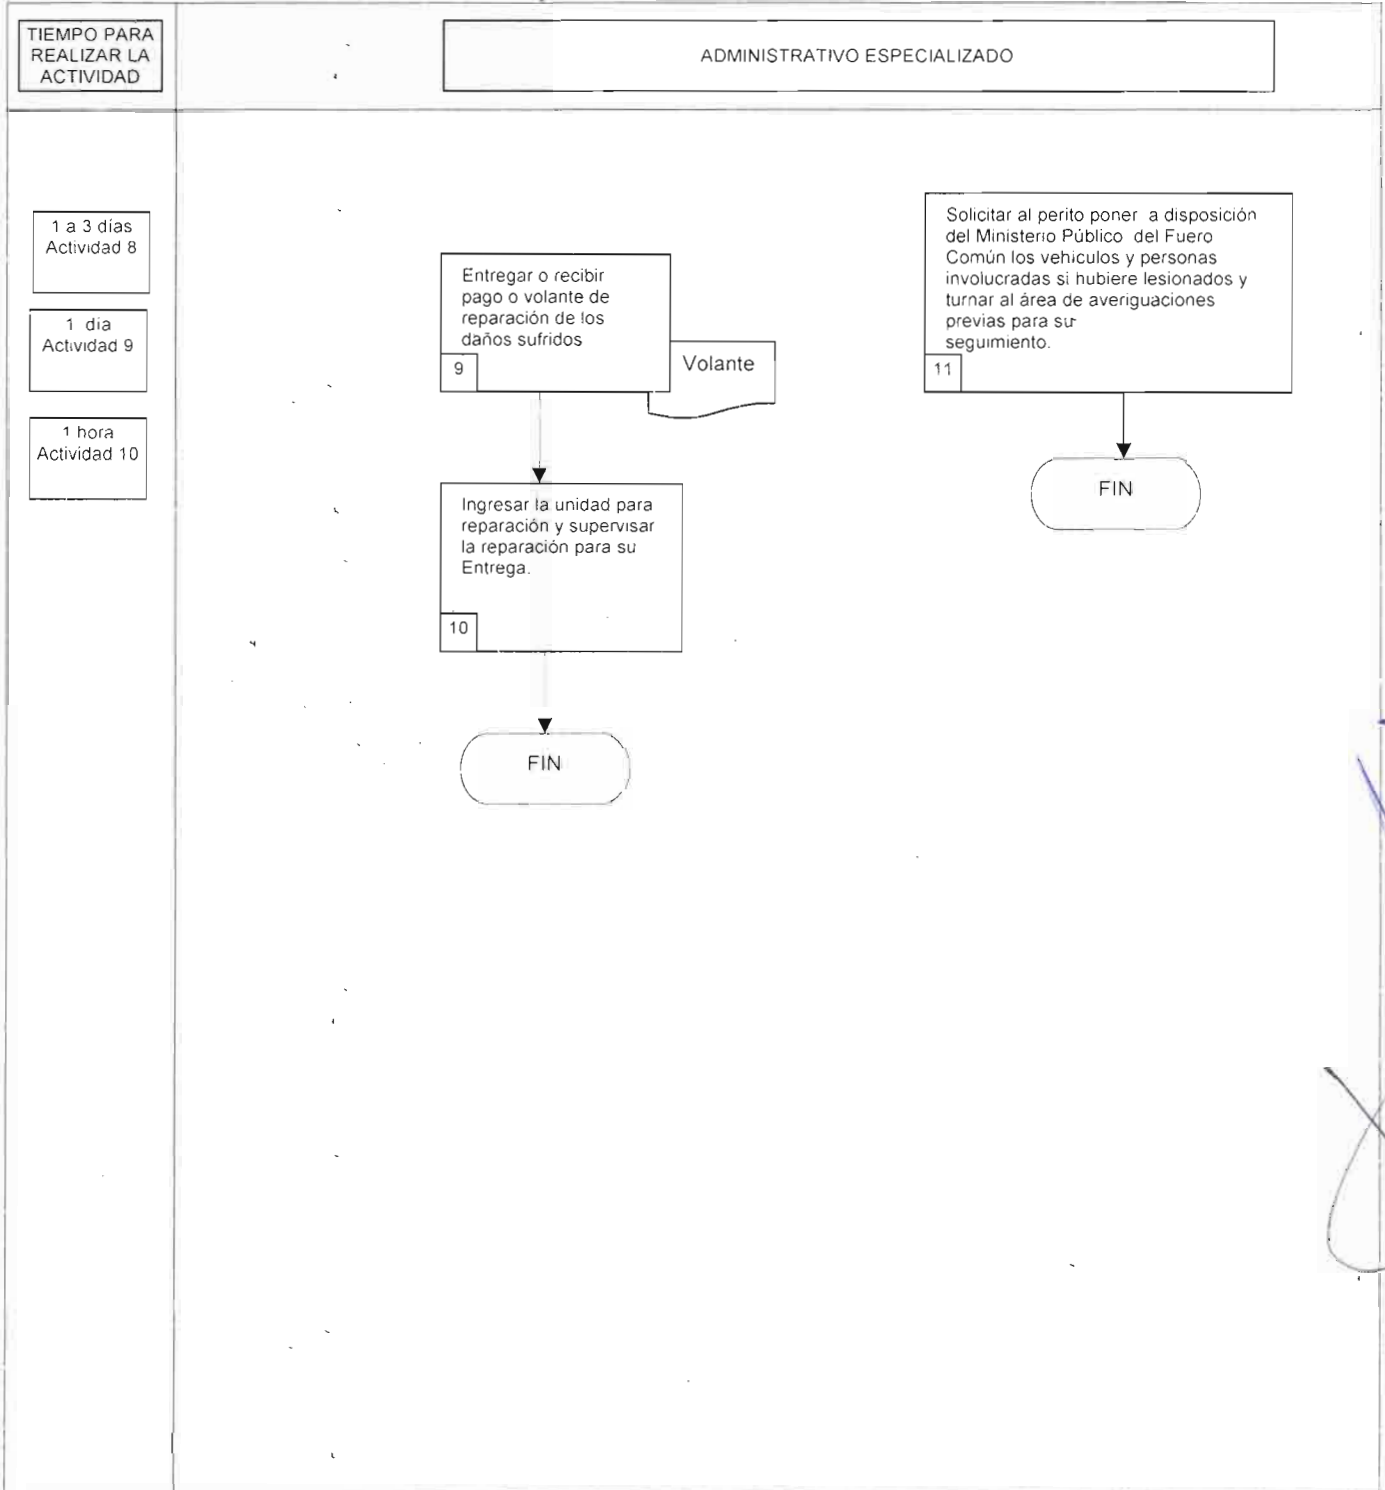 TIEMPO PARA
REALIZAR LA
ACTIVIDAD
ADMINISTRATIVO ESPECIALIZADO
1 a 3 días
Actividad 8
1 dia
Actividad 9
1 hora
Actividad 10
Entregar o recibir
pago o volante de
reparación de los
daños sufridos
9
Volante
Ingresar la unidad para
reparación y supervisar
la reparación para su
Entrega.
10
FIN
Solicitar al perito poner a disposición
del Ministerio Público del Fuero
Común los vehiculos y personas
involucradas si hubiere lesionados y
turnar al área de averiguaciones
previas para su
seguimiento.
11
FIN